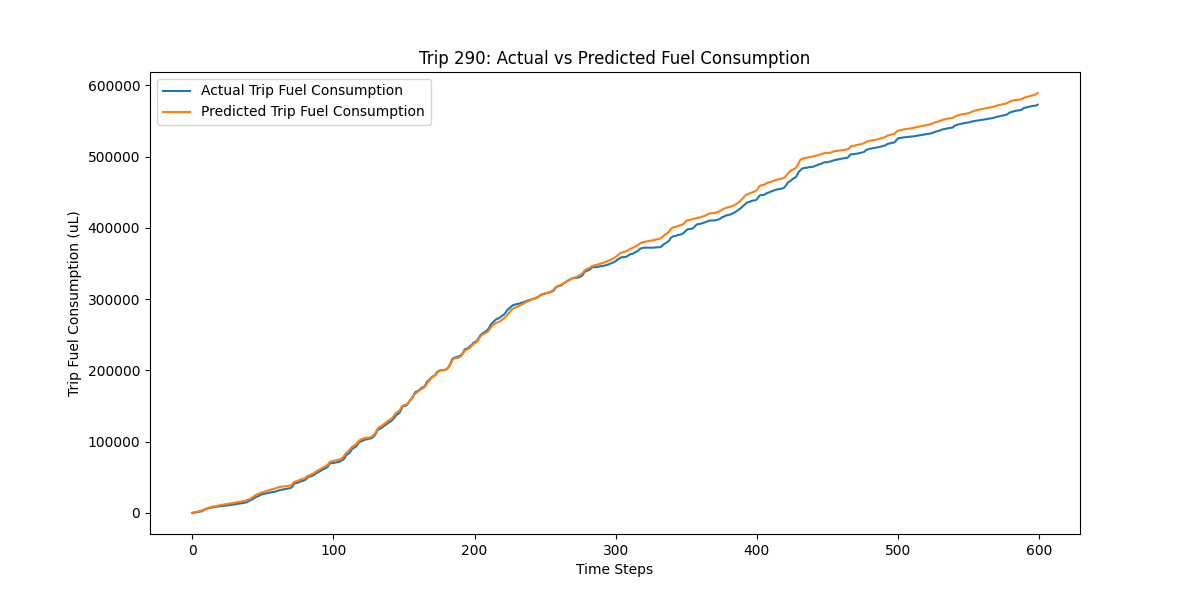 Trip 290: Actual vs Predicted Fuel Consumption
Actual Trip Fuel Consumption
Predicted Trip Fuel Consumption
600000
500000
400000
300000
200000
100000
0
Trip Fuel Consumption (uL)
0 100 200 300 400 500 600
Time Steps